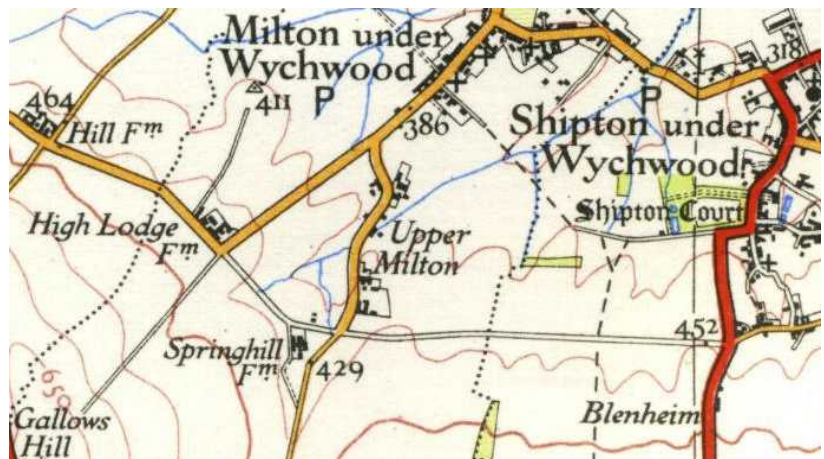 Milton under
Wychwood
464
411
P
P
318
Hill Fm
386
Shipton under
Wychwood
High Lodge
Fm
Shipton Court
Upper
Milton
452
Springhill
Fm
429
650
Gallows
Hill
Blenheim